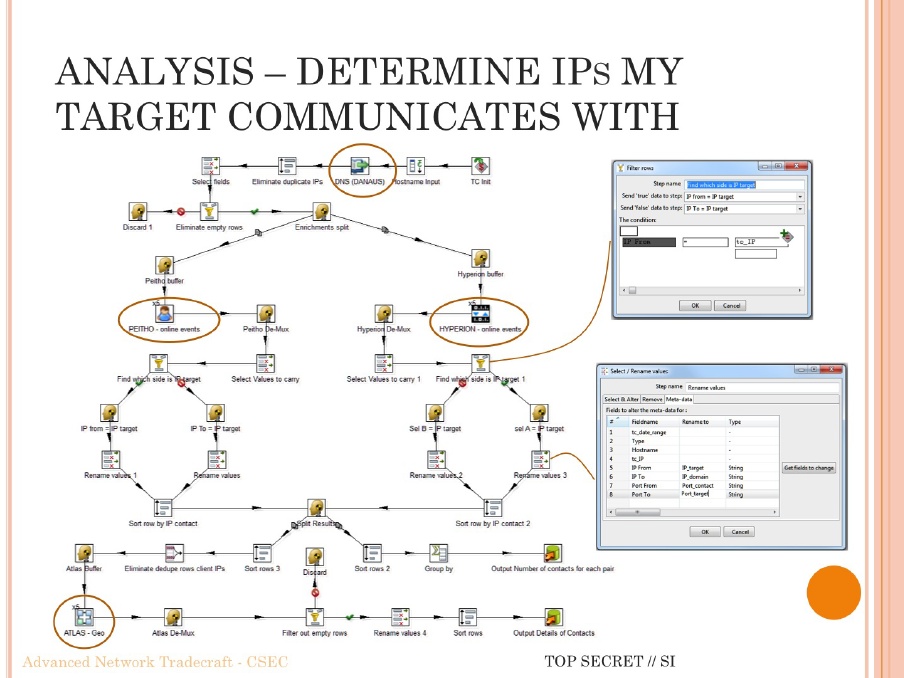 ANALYSIS – DETERMINE IPS MY
TARGET COMMUNICATES WITH
Select fields
Eliminate duplicate IPs
DNS (DANAUS)
Hostname Input
TC Init
Discard 1
Eliminate empty rows
Enrichments split
Peitho buffer
Hyperion buffer
x5
PEITHO - online events
Peitho De-Mux
Hyperion De-Mux
x5
HYPERION - online events
Find which side is IP target
Select Values to carry
Select Values to carry 1
Find which side is IP target 1
IP from = IP target
IP To = IP target
Sel B = IP target
sel A = IP target
Rename values 1
Rename values
Rename values 2
Rename values 3
Sort row by IP contact
Split Results
Sort row by IP contact 2
Atlas Buffer
Eliminate dedupe rows client IPs
Sort rows 3
Discard
Sort rows 2
Group by
Output Number of contacts for each pair
x5
ATLAS - Geo
Atlas De-Mux
Filter out empty rows
Rename values 4
Sort rows
Output Details of Contacts
Filter rows
Step name Find which side is IP target
Send 'true' data to step: IP from = IP target
Send 'false' data to step: IP To = IP target
The condition:
IP From = tc_IP
OK Cancel
Select / Rename values
Step name Rename values
Select & Alter Remove Meta-data
Fields to alter the meta-data for :
# Fieldname Rename to Type
1 tc_date_range -
2 Type -
3 Hostname -
4 tc_IP -
5 IP From IP_target String
6 IP To IP_domain String
7 Port From Port_contact String
8 Port To Port_target String
Get fields to change
OK Cancel
Advanced Network Tradecraft - CSEC
TOP SECRET // SI